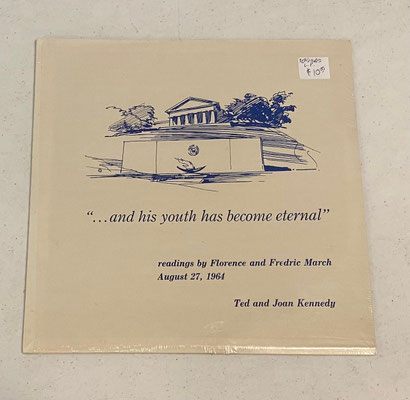 $10.00
"...and his youth has become eternal"
readings by Florence and Fredric March
August 27, 1964
Ted and Joan Kennedy